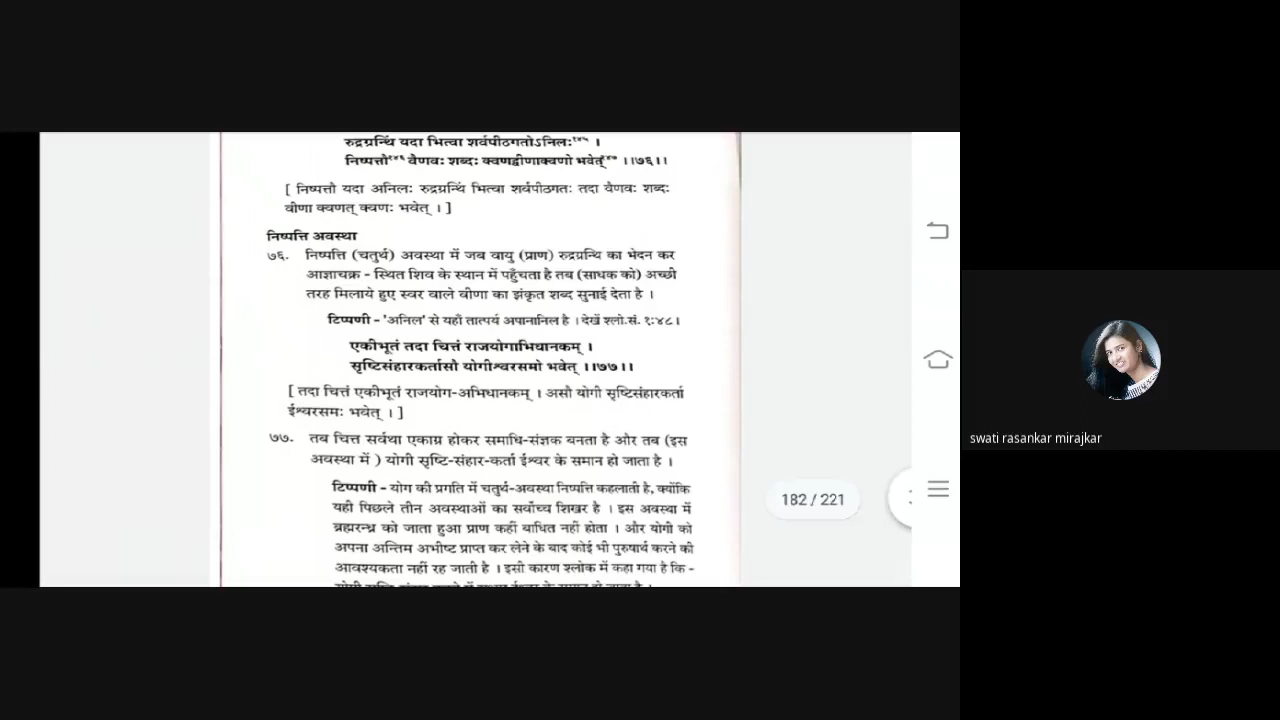 रुद्रग्रन्थिं यदा भित्वा शर्वपीठगतोऽनिलः१४५ ।
निष्पत्तौ१४६ वैणवः शब्दः क्वणद्वीणाक्वणो भवेत्१४७ ।।७६।।
[ निष्पत्तौ यदा अनिलः रुद्रग्रन्थिं भित्वा शर्वपीठगतः तदा वैणवः शब्दः
वीणा क्वणत् क्वणः भवेत् । ]
निष्पत्ति अवस्था
७६. निष्पत्ति (चतुर्थ) अवस्था में जब वायु (प्राण) रुद्रग्रन्थि का भेदन कर
आज्ञाचक्र - स्थित शिव के स्थान में पहुँचता है तब (साधक को) अच्छी
तरह मिलाये हुए स्वर वाले वीणा का झंकृत शब्द सुनाई देता है ।
टिप्पणी - 'अनिल' से यहाँ तात्पर्य अपानानिल है । देखें श्लो.सं. १:४८।
एकीभूतं तदा चित्तं राजयोगाभिधानकम् ।
सृष्टिसंहारकर्तासौ योगीश्वरसमो भवेत् ।।७७।।
[ तदा चित्तं एकीभूतं राजयोग-अभिधानकम् । असौ योगी सृष्टिसंहारकर्ता
ईश्वरसमः भवेत् । ]
७७. तब चित्त सर्वथा एकाग्र होकर समाधि-संज्ञक बनता है और तब (इस
अवस्था में ) योगी सृष्टि-संहार-कर्ता ईश्वर के समान हो जाता है ।
टिप्पणी - योग की प्रगति में चतुर्थ-अवस्था निष्पत्ति कहलाती है, क्योंकि
यही पिछले तीन अवस्थाओं का सर्वोच्च शिखर है । इस अवस्था में
ब्रह्मरन्ध्र को जाता हुआ प्राण कहीं बाधित नहीं होता । और योगी को
अपना अन्तिम अभीष्ट प्राप्त कर लेने के बाद कोई भी पुरुषार्थ करने की
आवश्यकता नहीं रह जाती है । इसी कारण श्लोक में कहा गया है कि -
182 / 221
swati rasankar mirajkar